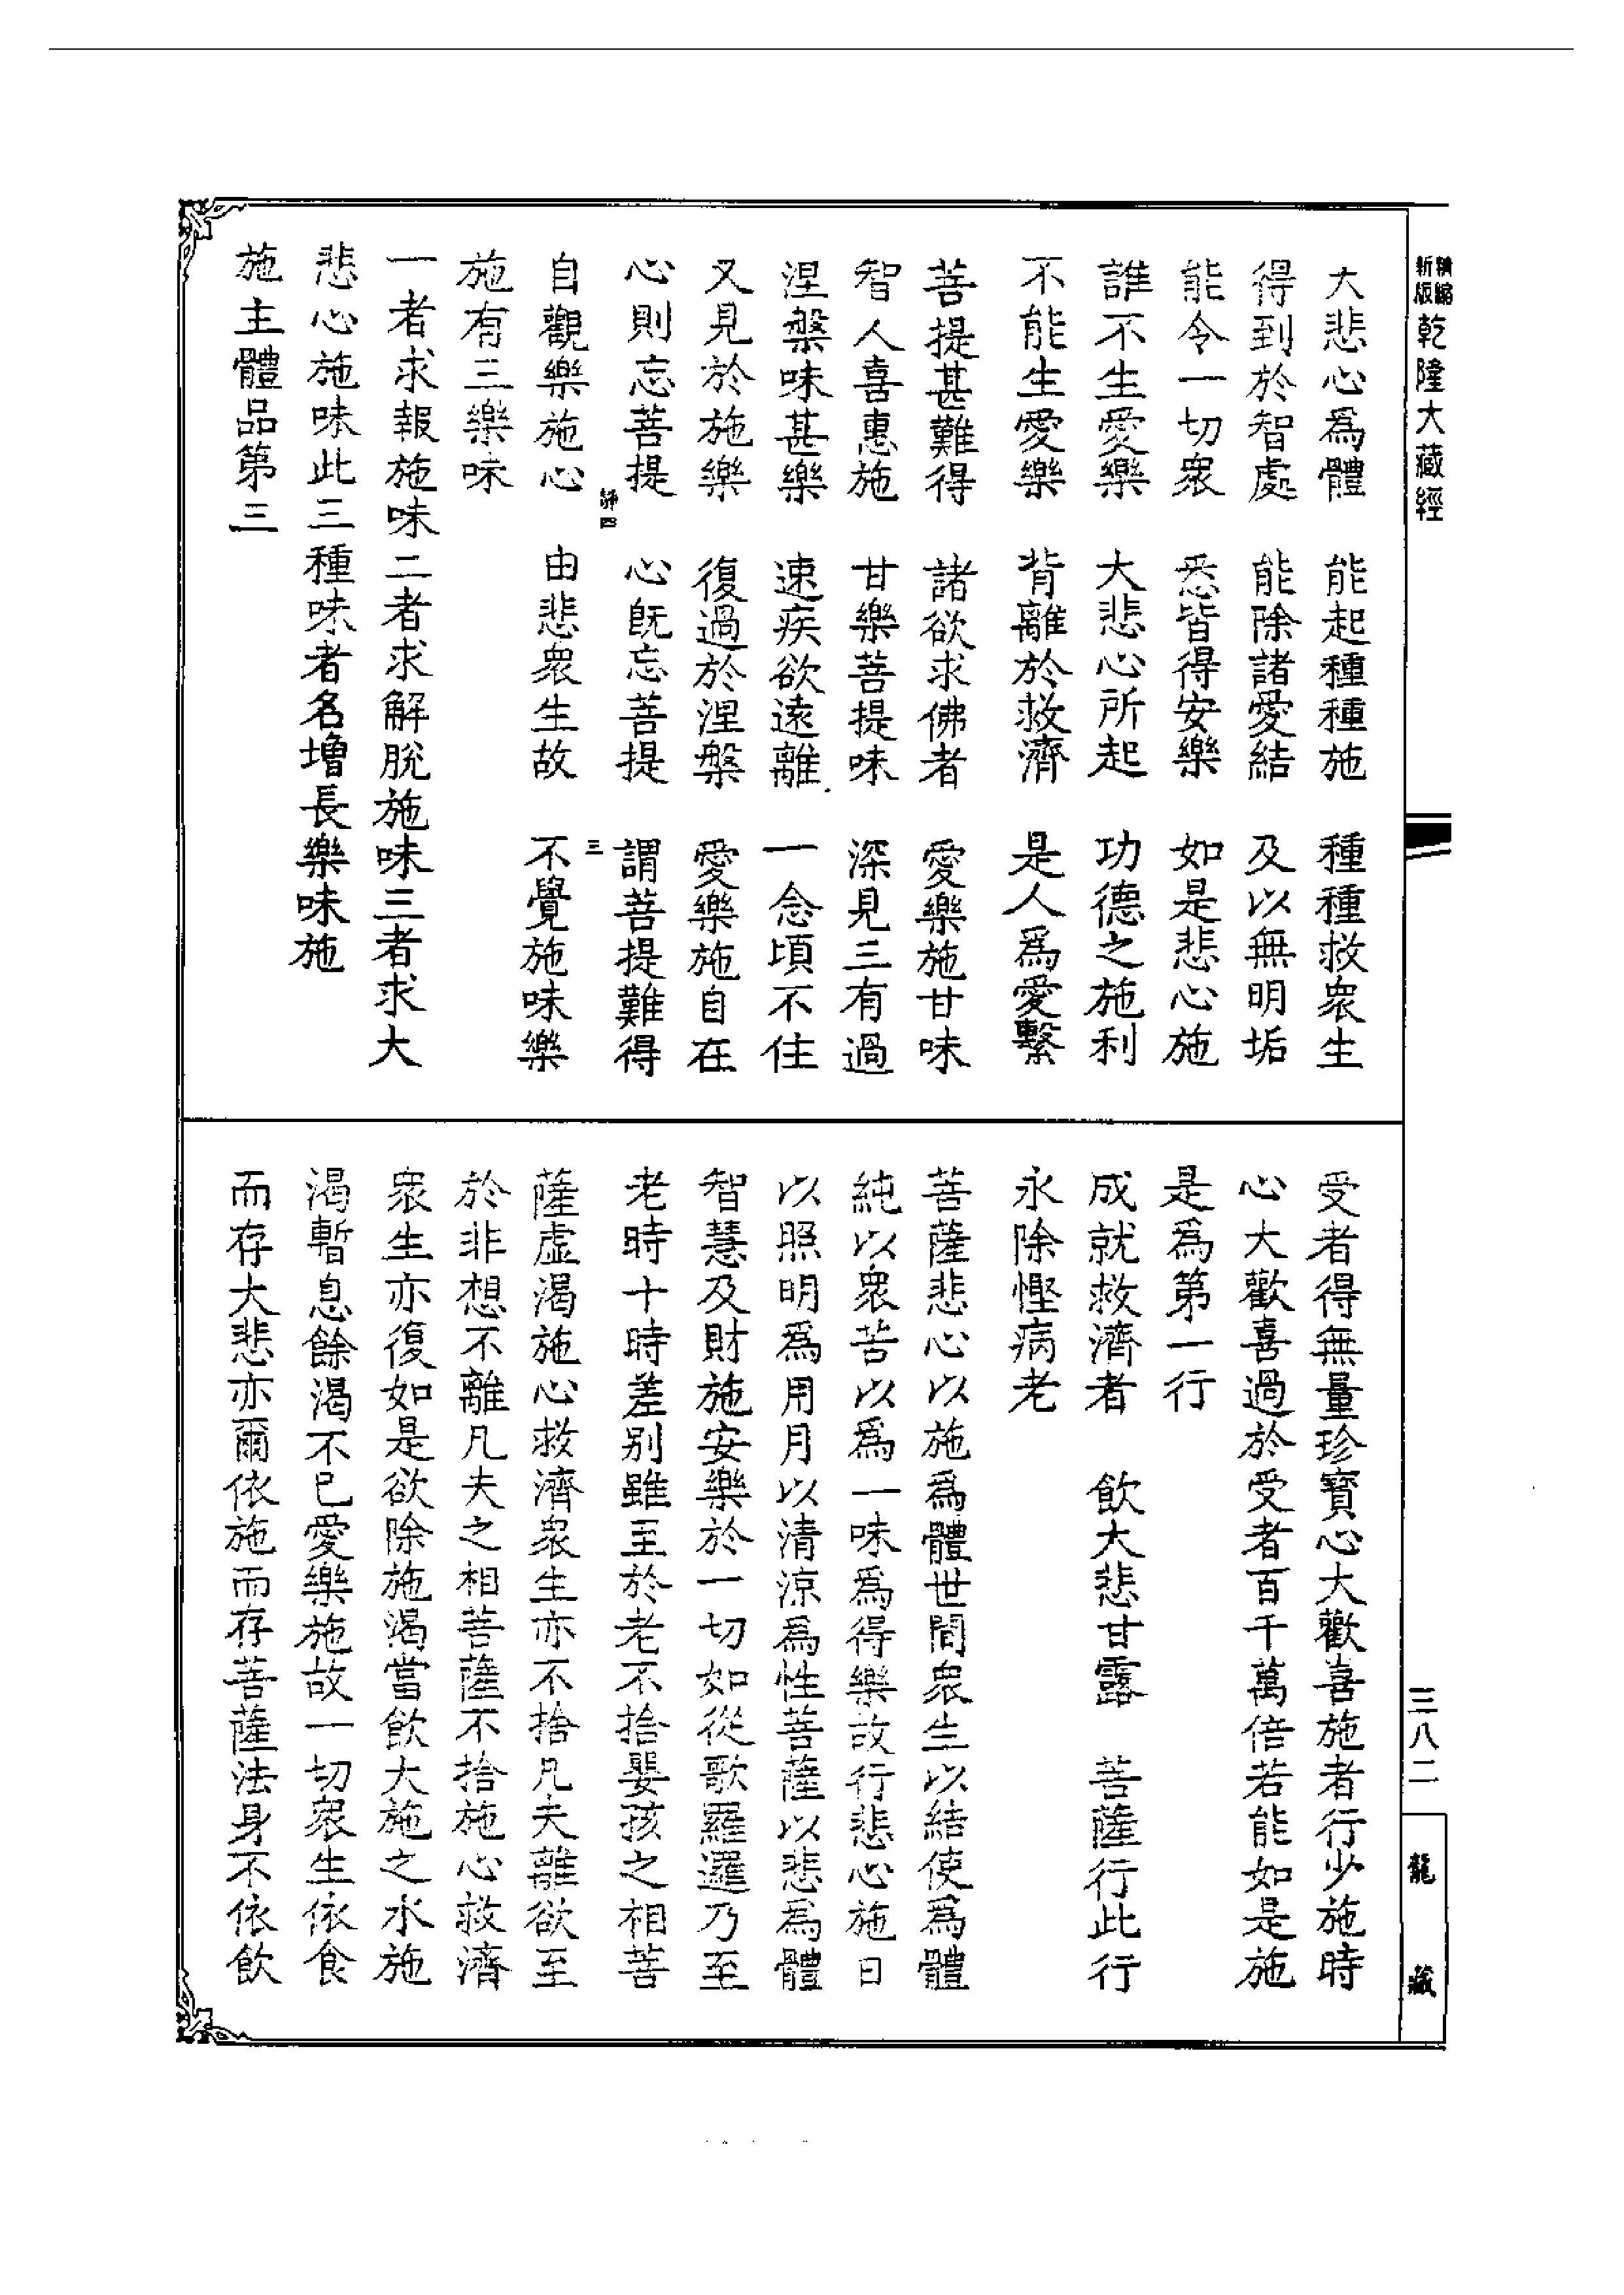 精縮
新版
乾隆大藏經
大悲心為體 能起種種施 種種救衆生
得到於智處 能除諸愛結 及以無明垢
能令一切衆 悉皆得安樂 如是悲心施
誰不生愛樂 大悲心所起 功德之施利
不能生愛樂 背離於救濟 是人為愛繫
菩提甚難得 諸欲求佛者 愛樂施甘味
智人喜惠施 甘樂菩提味 深見三有過
涅槃味甚樂 速疾欲遠離 一念頃不住
又見於施樂 復過於涅槃 愛樂施自在
心則忘菩提 心既忘菩提 謂菩提難得
靜四 三
自觀樂施心 由悲衆生故 不覺施味樂
施有三樂味
一者求報施味二者求解脫施味三者求大
悲心施味此三種味者名增長樂味施
施主體品第三
受者得無量珍寶心大歡喜施者行少施時
心大歡喜過於受者百千萬倍若能如是施
是為第一行
成就救濟者 飲大悲甘露 菩薩行此行
永除慳病老
菩薩悲心以施為體世間衆生以結使為體
純以衆苦以為一味為得樂故行悲心施日
以照明為用月以清涼為性菩薩以悲為體
智慧及財施安樂於一切如從歌羅邏乃至
老時十時差別雖至於老不捨嬰孩之相菩
薩虛渴施心救濟衆生亦不捨凡夫離欲至
於非想不離凡夫之相菩薩不捨施心救濟
衆生亦復如是欲除施渴當飲大施之水施
渴暫息餘渴不已愛樂施故一切衆生依食
而存大悲亦爾依施而存菩薩法身不依飲
三八二
龍藏